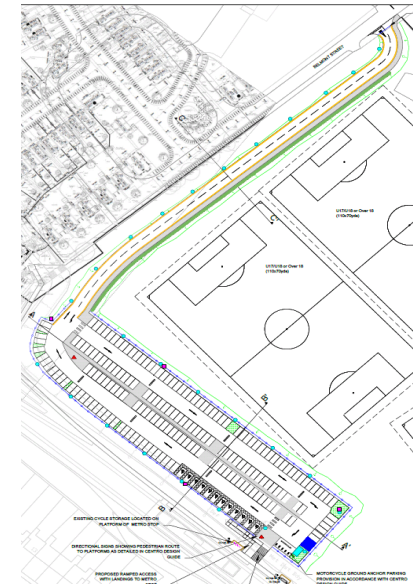 BELMONT STREET
U17/U18 or Over 18
(110x70yds)
U17/U18 or Over 18
(110x70yds)
EXISTING CYCLE STORAGE LOCATED ON
PLATFORM OF METRO STOP
DIRECTIONAL SIGNS SHOWING PEDESTRIAN ROUTE
TO PLATFORMS AS DETAILED IN CENTRO DESIGN
GUIDE
PROPOSED RAMPED ACCESS
WITH LANDINGS TO METRO
MOTORCYCLE GROUND ANCHOR PARKING
PROVISION IN ACCORDANCE WITH CENTRO